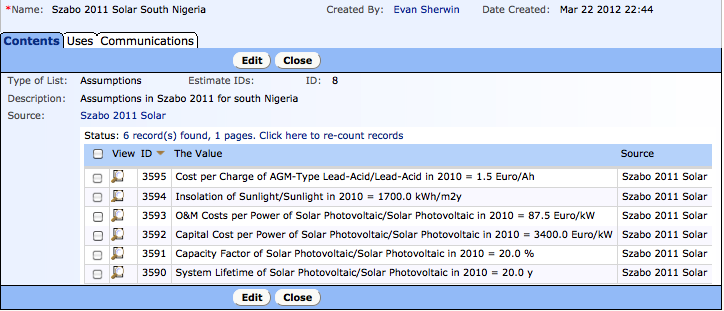 *Name: Szabo 2011 Solar South Nigeria Created By: Evan Sherwin Date Created: Mar 22 2012 22:44
Contents Uses Communications
Edit Close
Type of List: Assumptions Estimate IDs: ID: 8
Description: Assumptions in Szabo 2011 for south Nigeria
Source: Szabo 2011 Solar
Status: 6 record(s) found, 1 pages. Click here to re-count records
View ID The Value Source
3595 Cost per Charge of AGM-Type Lead-Acid/Lead-Acid in 2010 = 1.5 Euro/Ah Szabo 2011 Solar
3594 Insolation of Sunlight/Sunlight in 2010 = 1700.0 kWh/m2y Szabo 2011 Solar
3593 O&M Costs per Power of Solar Photovoltaic/Solar Photovoltaic in 2010 = 87.5 Euro/kW Szabo 2011 Solar
3592 Capital Cost per Power of Solar Photovoltaic/Solar Photovoltaic in 2010 = 3400.0 Euro/kW Szabo 2011 Solar
3591 Capacity Factor of Solar Photovoltaic/Solar Photovoltaic in 2010 = 20.0 % Szabo 2011 Solar
3590 System Lifetime of Solar Photovoltaic/Solar Photovoltaic in 2010 = 20.0 y Szabo 2011 Solar
Edit Close